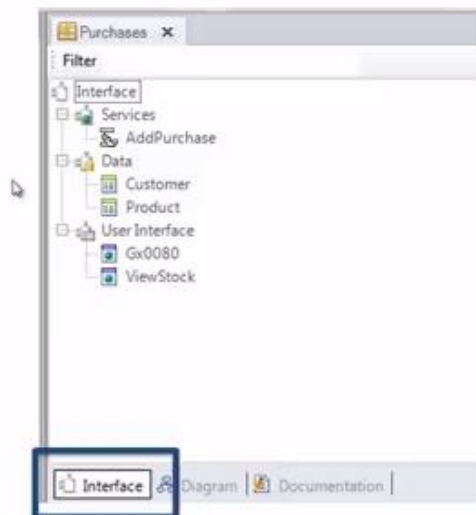 Purchases
Filter
Interface
Services
AddPurchase
Data
Customer
Product
User Interface
Gx0080
ViewStock
Interface Diagram Documentation